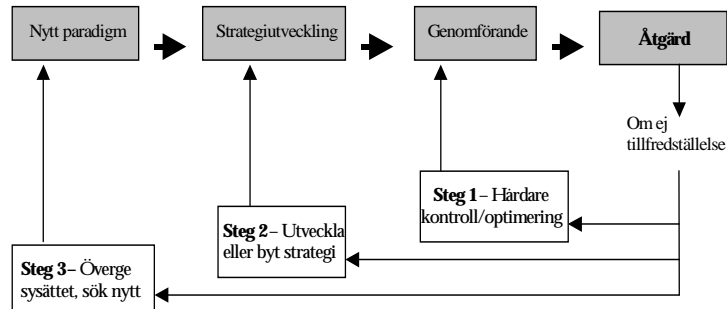 Nytt paradigm
Strategiutveckling
Genomförande
Åtgärd
Om ej
tillfredställelse
Steg 1 – Hårdare
kontroll/optimering
Steg 2 – Utveckla
eller byt strategi
Steg 3 – Överge
sysättet, sök nytt